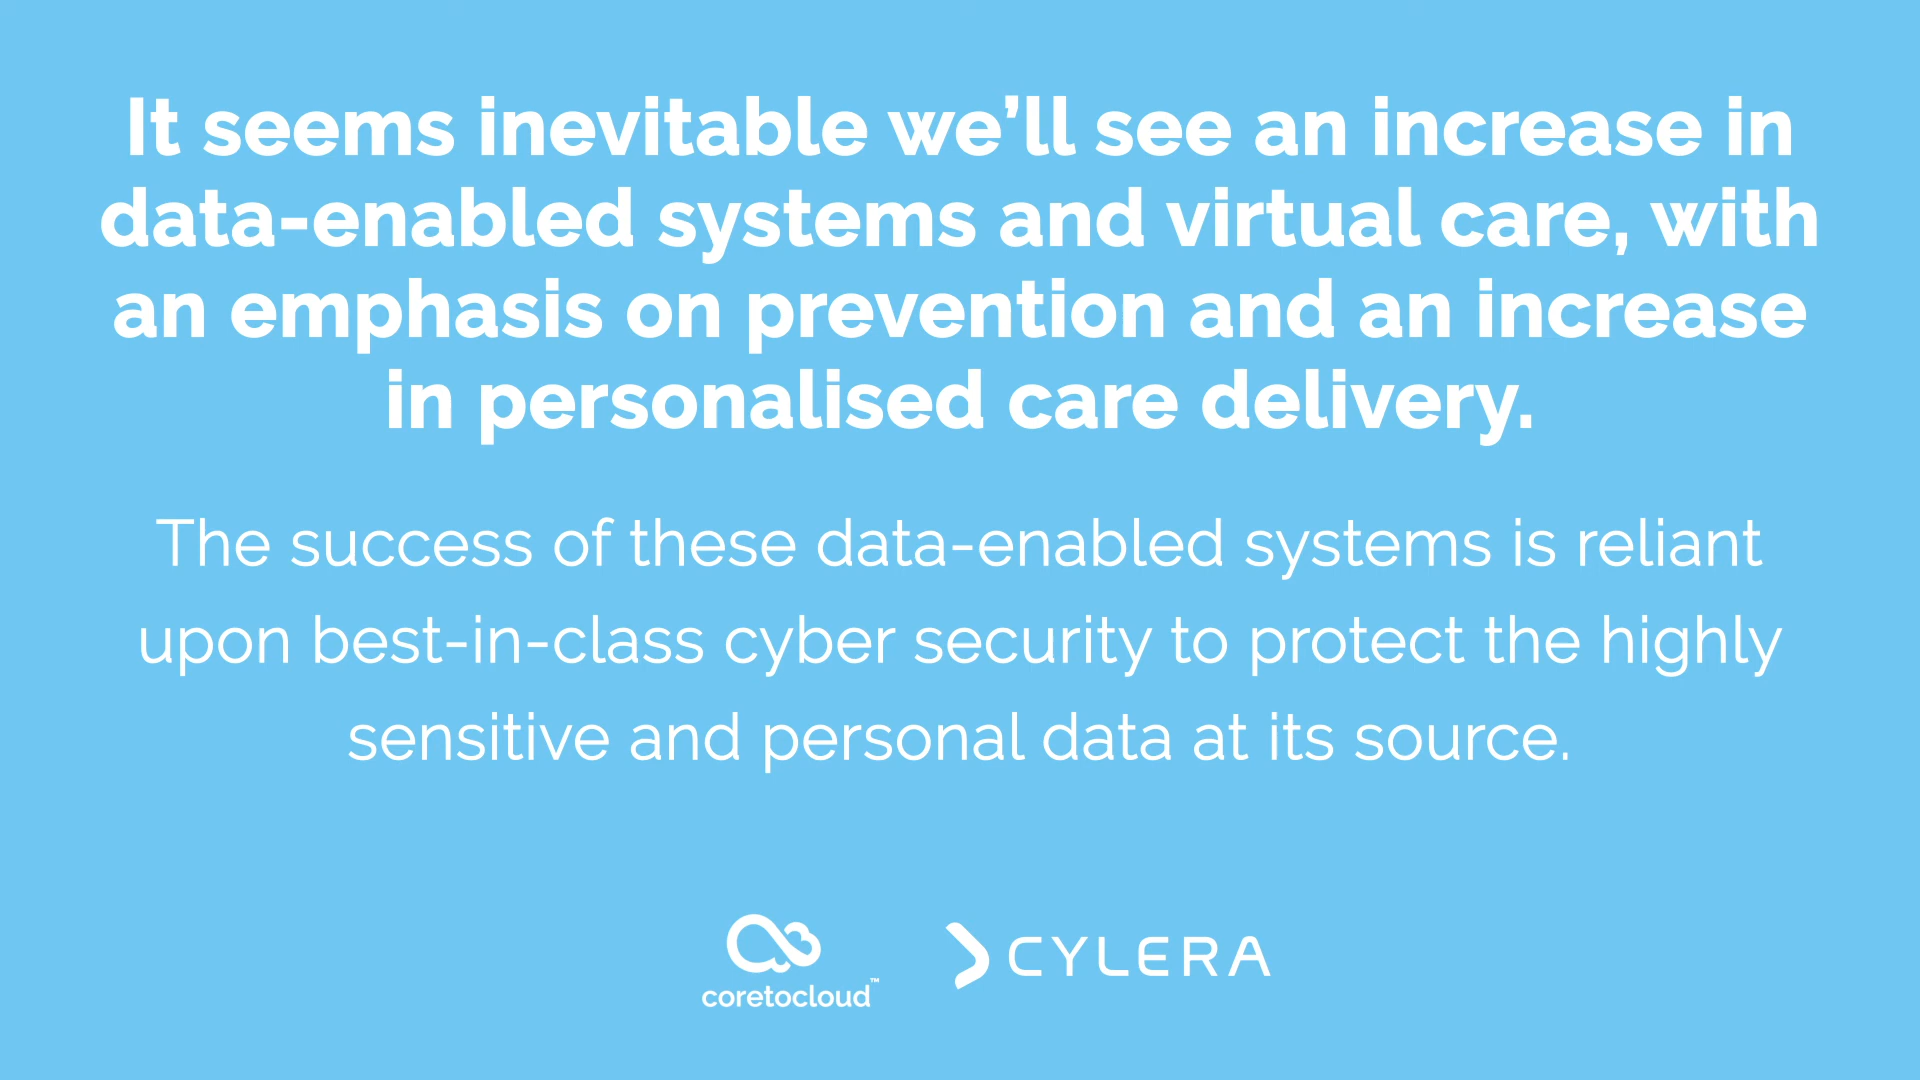 It seems inevitable we’ll see an increase in
data-enabled systems and virtual care, with
an emphasis on prevention and an increase
in personalised care delivery.
The success of these data-enabled systems is reliant
upon best-in-class cyber security to protect the highly
sensitive and personal data at its source.
coretocloud™
CYLERA